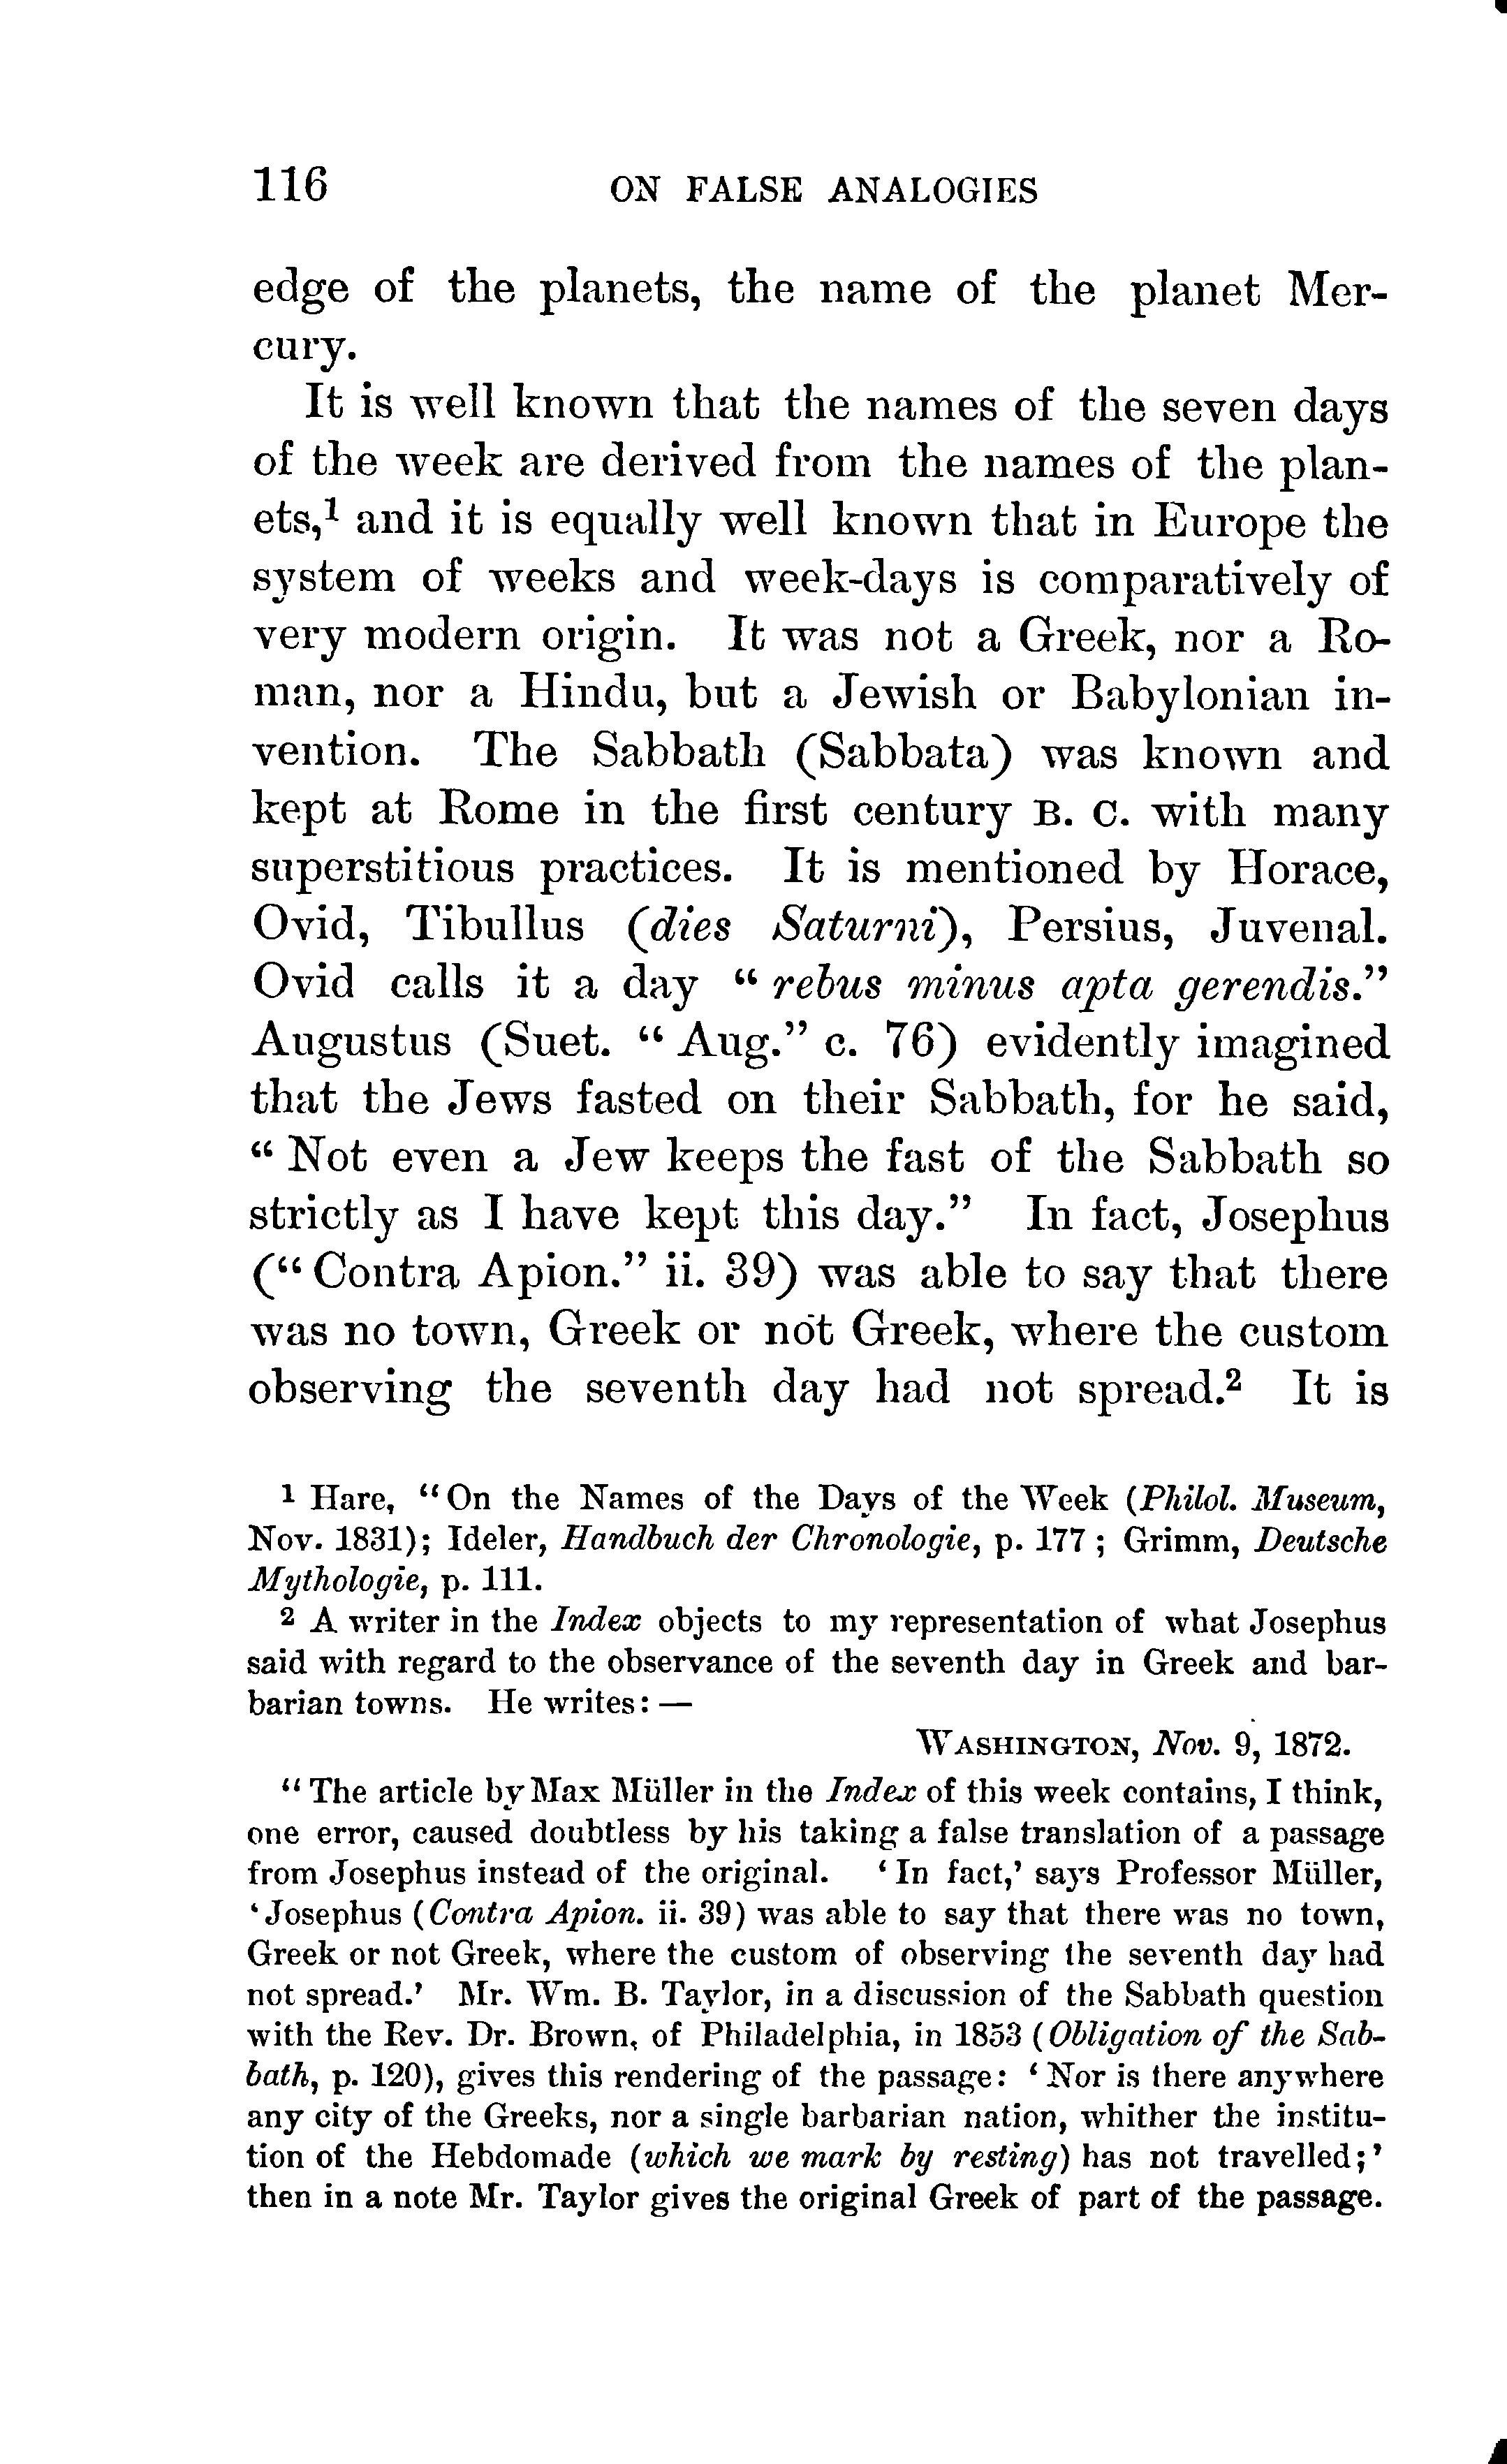 116 ON FALSE ANALOGIES
edge of the planets, the name of the planet Mer-
cury.
It is well known that the names of the seven days
of the week are derived from the names of the plan-
ets,¹ and it is equally well known that in Europe the
system of weeks and week-days is comparatively of
very modern origin. It was not a Greek, nor a Ro-
man, nor a Hindu, but a Jewish or Babylonian in-
vention. The Sabbath (Sabbata) was known and
kept at Rome in the first century B. C. with many
superstitious practices. It is mentioned by Horace,
Ovid, Tibullus (dies Saturni), Persius, Juvenal.
Ovid calls it a day “ rebus minus apta gerendis.”
Augustus (Suet. “ Aug.” c. 76) evidently imagined
that the Jews fasted on their Sabbath, for he said,
“ Not even a Jew keeps the fast of the Sabbath so
strictly as I have kept this day.” In fact, Josephus
(“ Contra Apion.” ii. 39) was able to say that there
was no town, Greek or not Greek, where the custom
observing the seventh day had not spread.² It is
¹ Hare, “ On the Names of the Days of the Week (Philol. Museum,
Nov. 1831); Ideler, Handbuch der Chronologie, p. 177 ; Grimm, Deutsche
Mythologie, p. 111.
² A writer in the Index objects to my representation of what Josephus
said with regard to the observance of the seventh day in Greek and bar-
barian towns. He writes: —
WASHINGTON, Nov. 9, 1872.
“ The article by Max Müller in the Index of this week contains, I think,
one error, caused doubtless by his taking a false translation of a passage
from Josephus instead of the original. ‘ In fact,’ says Professor Müller,
‘ Josephus (Contra Apion. ii. 39) was able to say that there was no town,
Greek or not Greek, where the custom of observing the seventh day had
not spread.’ Mr. Wm. B. Taylor, in a discussion of the Sabbath question
with the Rev. Dr. Brown, of Philadelphia, in 1853 (Obligation of the Sab-
bath, p. 120), gives this rendering of the passage: ‘ Nor is there anywhere
any city of the Greeks, nor a single barbarian nation, whither the institu-
tion of the Hebdomade (which we mark by resting) has not travelled;’
then in a note Mr. Taylor gives the original Greek of part of the passage.